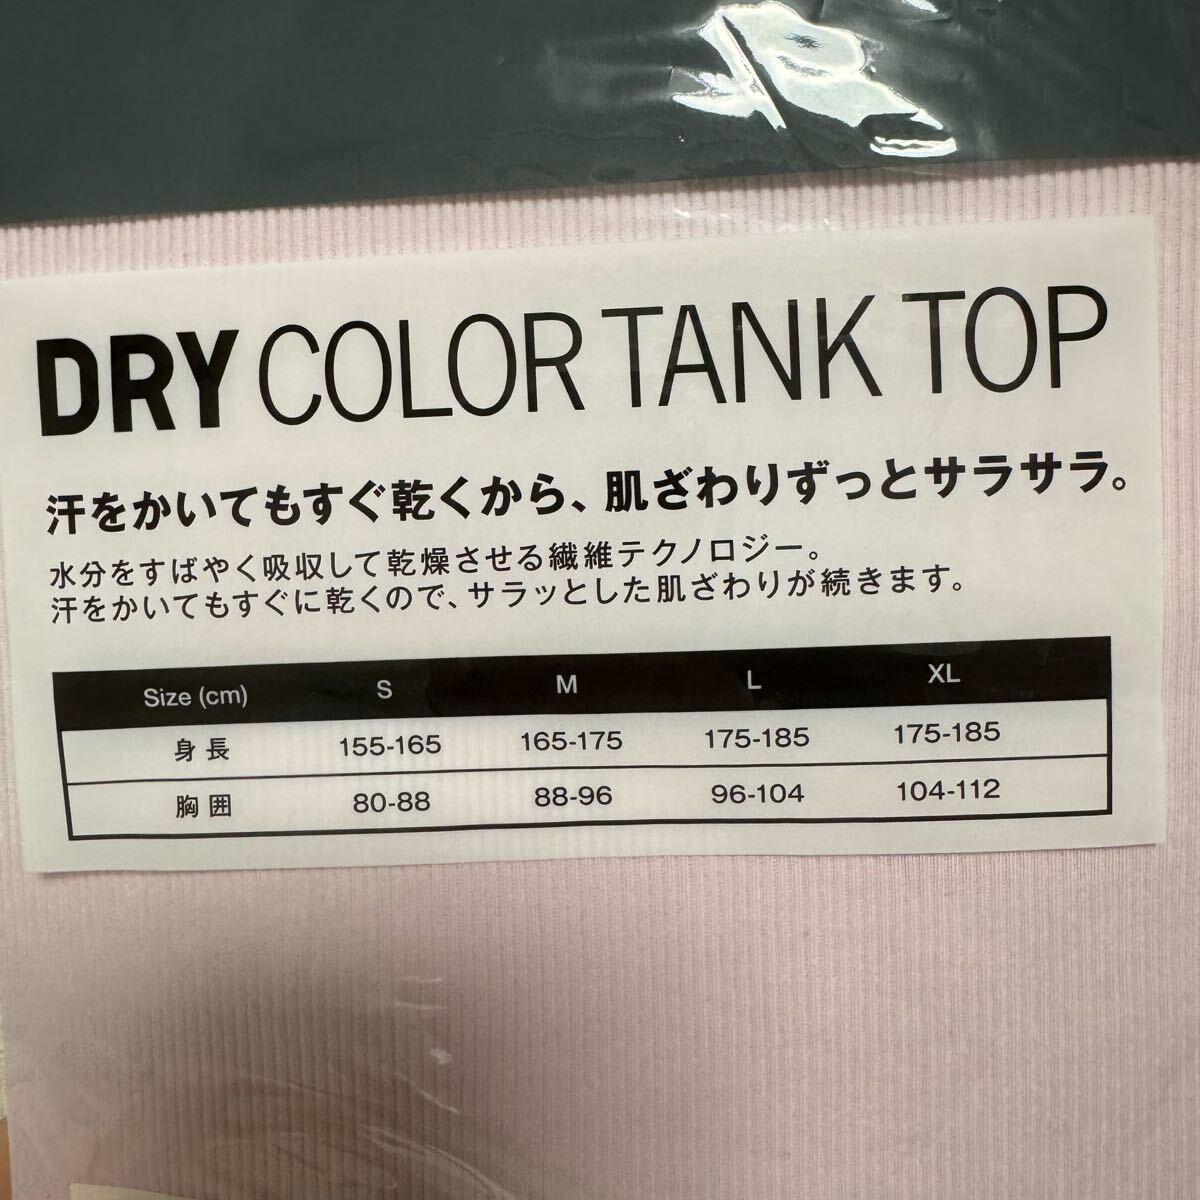 DRY COLOR TANK TOP
汗をかいてもすぐ乾くから、肌ざわりずっとサラサラ。
水分をすばやく吸収して乾燥させる繊維テクノロジー。
汗をかいてもすぐに乾くので、サラッとした肌ざわりが続きます。
Size (cm) S M L XL
身長 155-165 165-175 175-185 175-185
胸囲 80-88 88-96 96-104 104-112